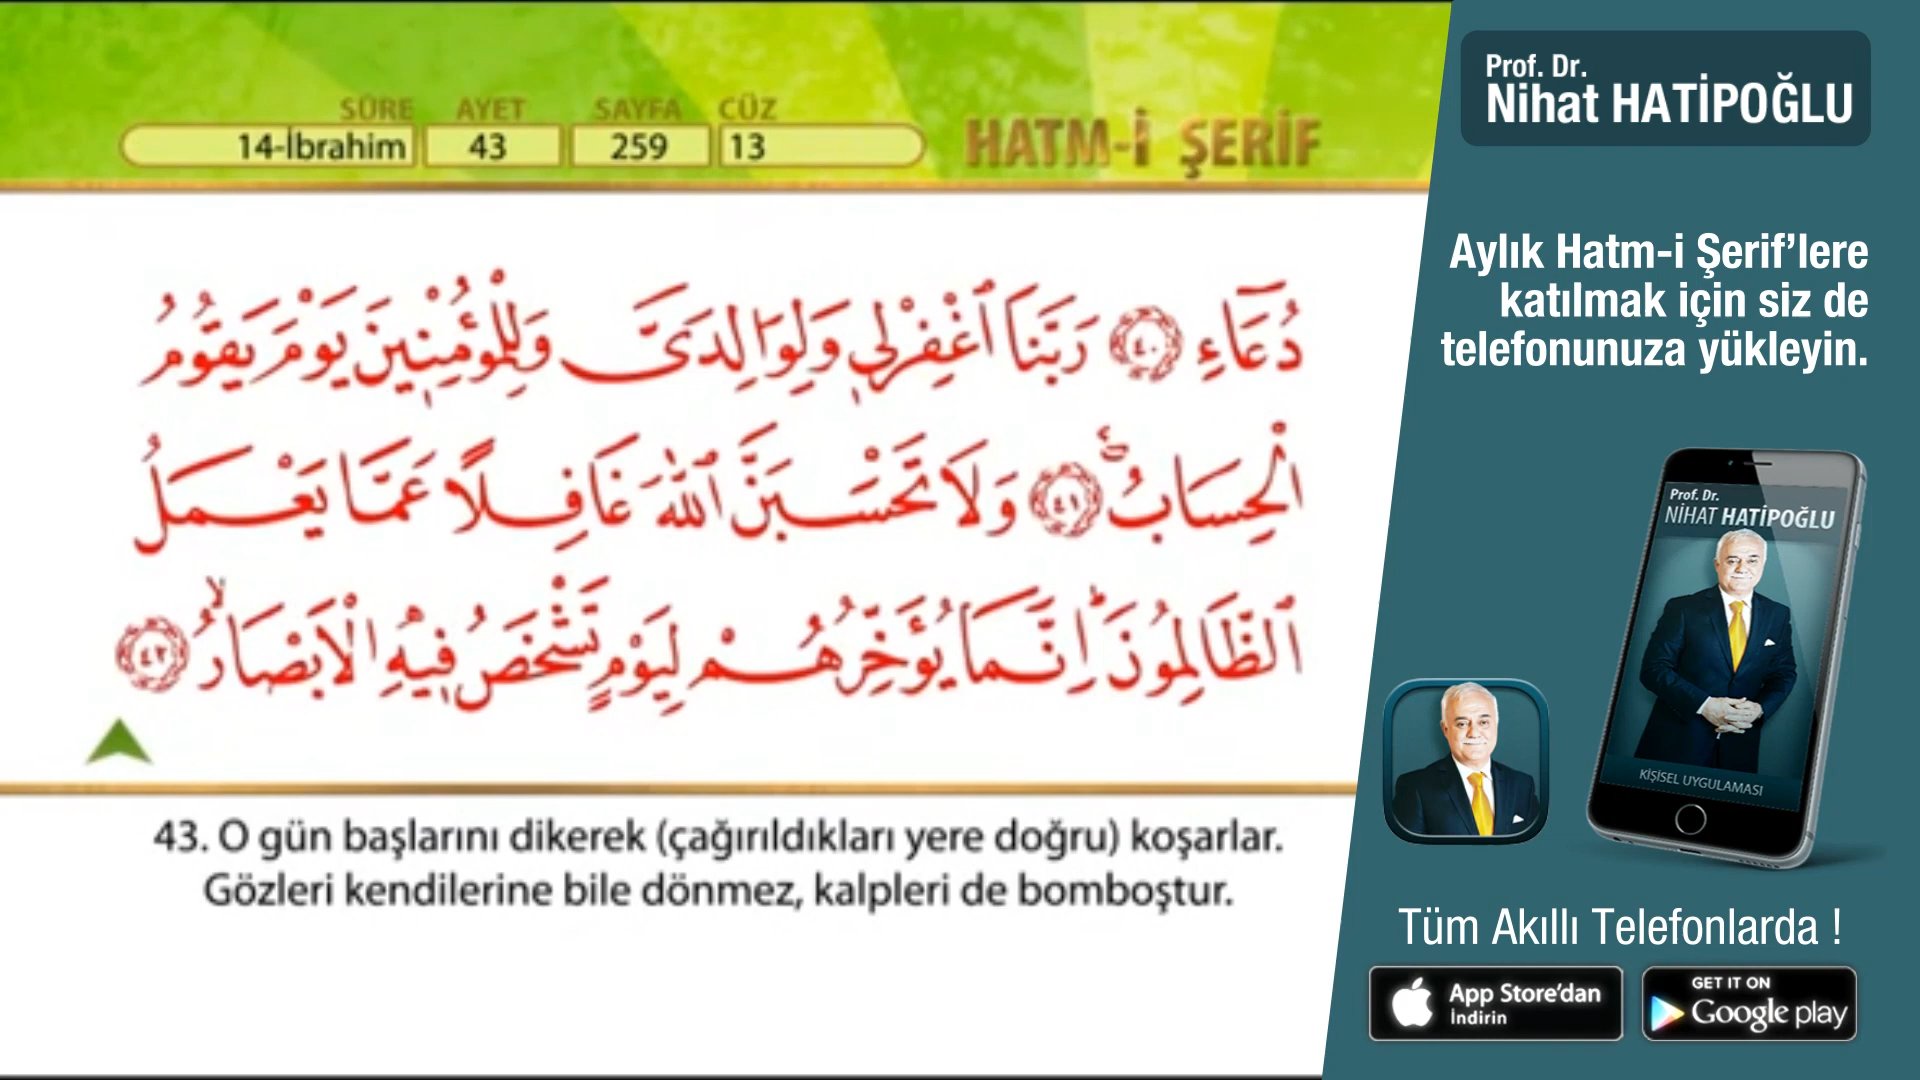 SÛRE AYET SAYFA CÜZ
14-İbrahim 43 259 13
HATM-İ ŞERİF
دُعَٓاءِ ﴿٤٠﴾ رَبَّنَا ٱغْفِرْلٖي وَلِوَالِدَيَّ وَلِلْمُؤْمِنٖينَ يَوْمَ يَقُومُ
الْحِسَابُ ﴿٤١﴾ وَلَا تَحْسَبَنَّ ٱللّٰهَ غَافِلًا عَمَّا يَعْمَلُ
ٱلظَّالِمُونَ اِنَّمَا يُؤَخِّرُهُمْ لِيَوْمٍ تَشْخَصُ فٖيهِ الْاَبْصَارُ ﴿٤٢﴾
43. O gün başlarını dikerek (çağırıldıkları yere doğru) koşarlar.
Gözleri kendilerine bile dönmez, kalpleri de bomboştur.
Prof. Dr.
Nihat HATİPOĞLU
Aylık Hatm-i Şerif’lere
katılmak için siz de
telefonunuza yükleyin.
Prof. Dr.
NİHAT HATİPOĞLU
KİŞİSEL UYGULAMASI
Tüm Akıllı Telefonlarda !
App Store’dan
İndirin
GET IT ON
Google play